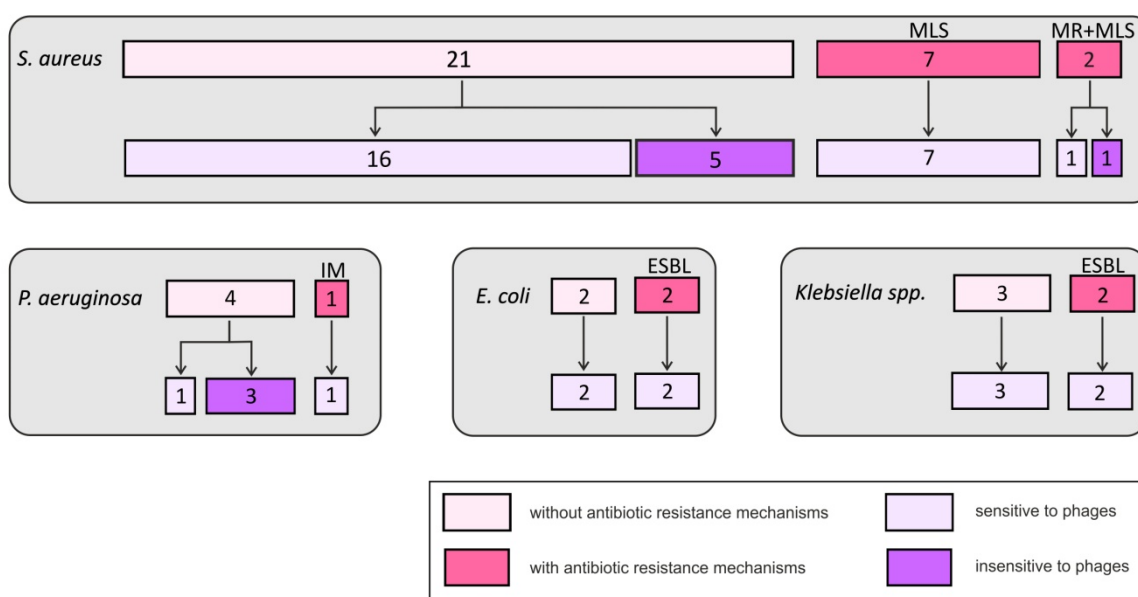 MLS MR+MLS
S. aureus 21 7 2
16 5 7 1 1
IM
P. aeruginosa 4 1
1 3 1
ESBL
E. coli 2 2
2 2
ESBL
Klebsiella spp. 3 2
3 2
without antibiotic resistance mechanisms
sensitive to phages
with antibiotic resistance mechanisms
insensitive to phages